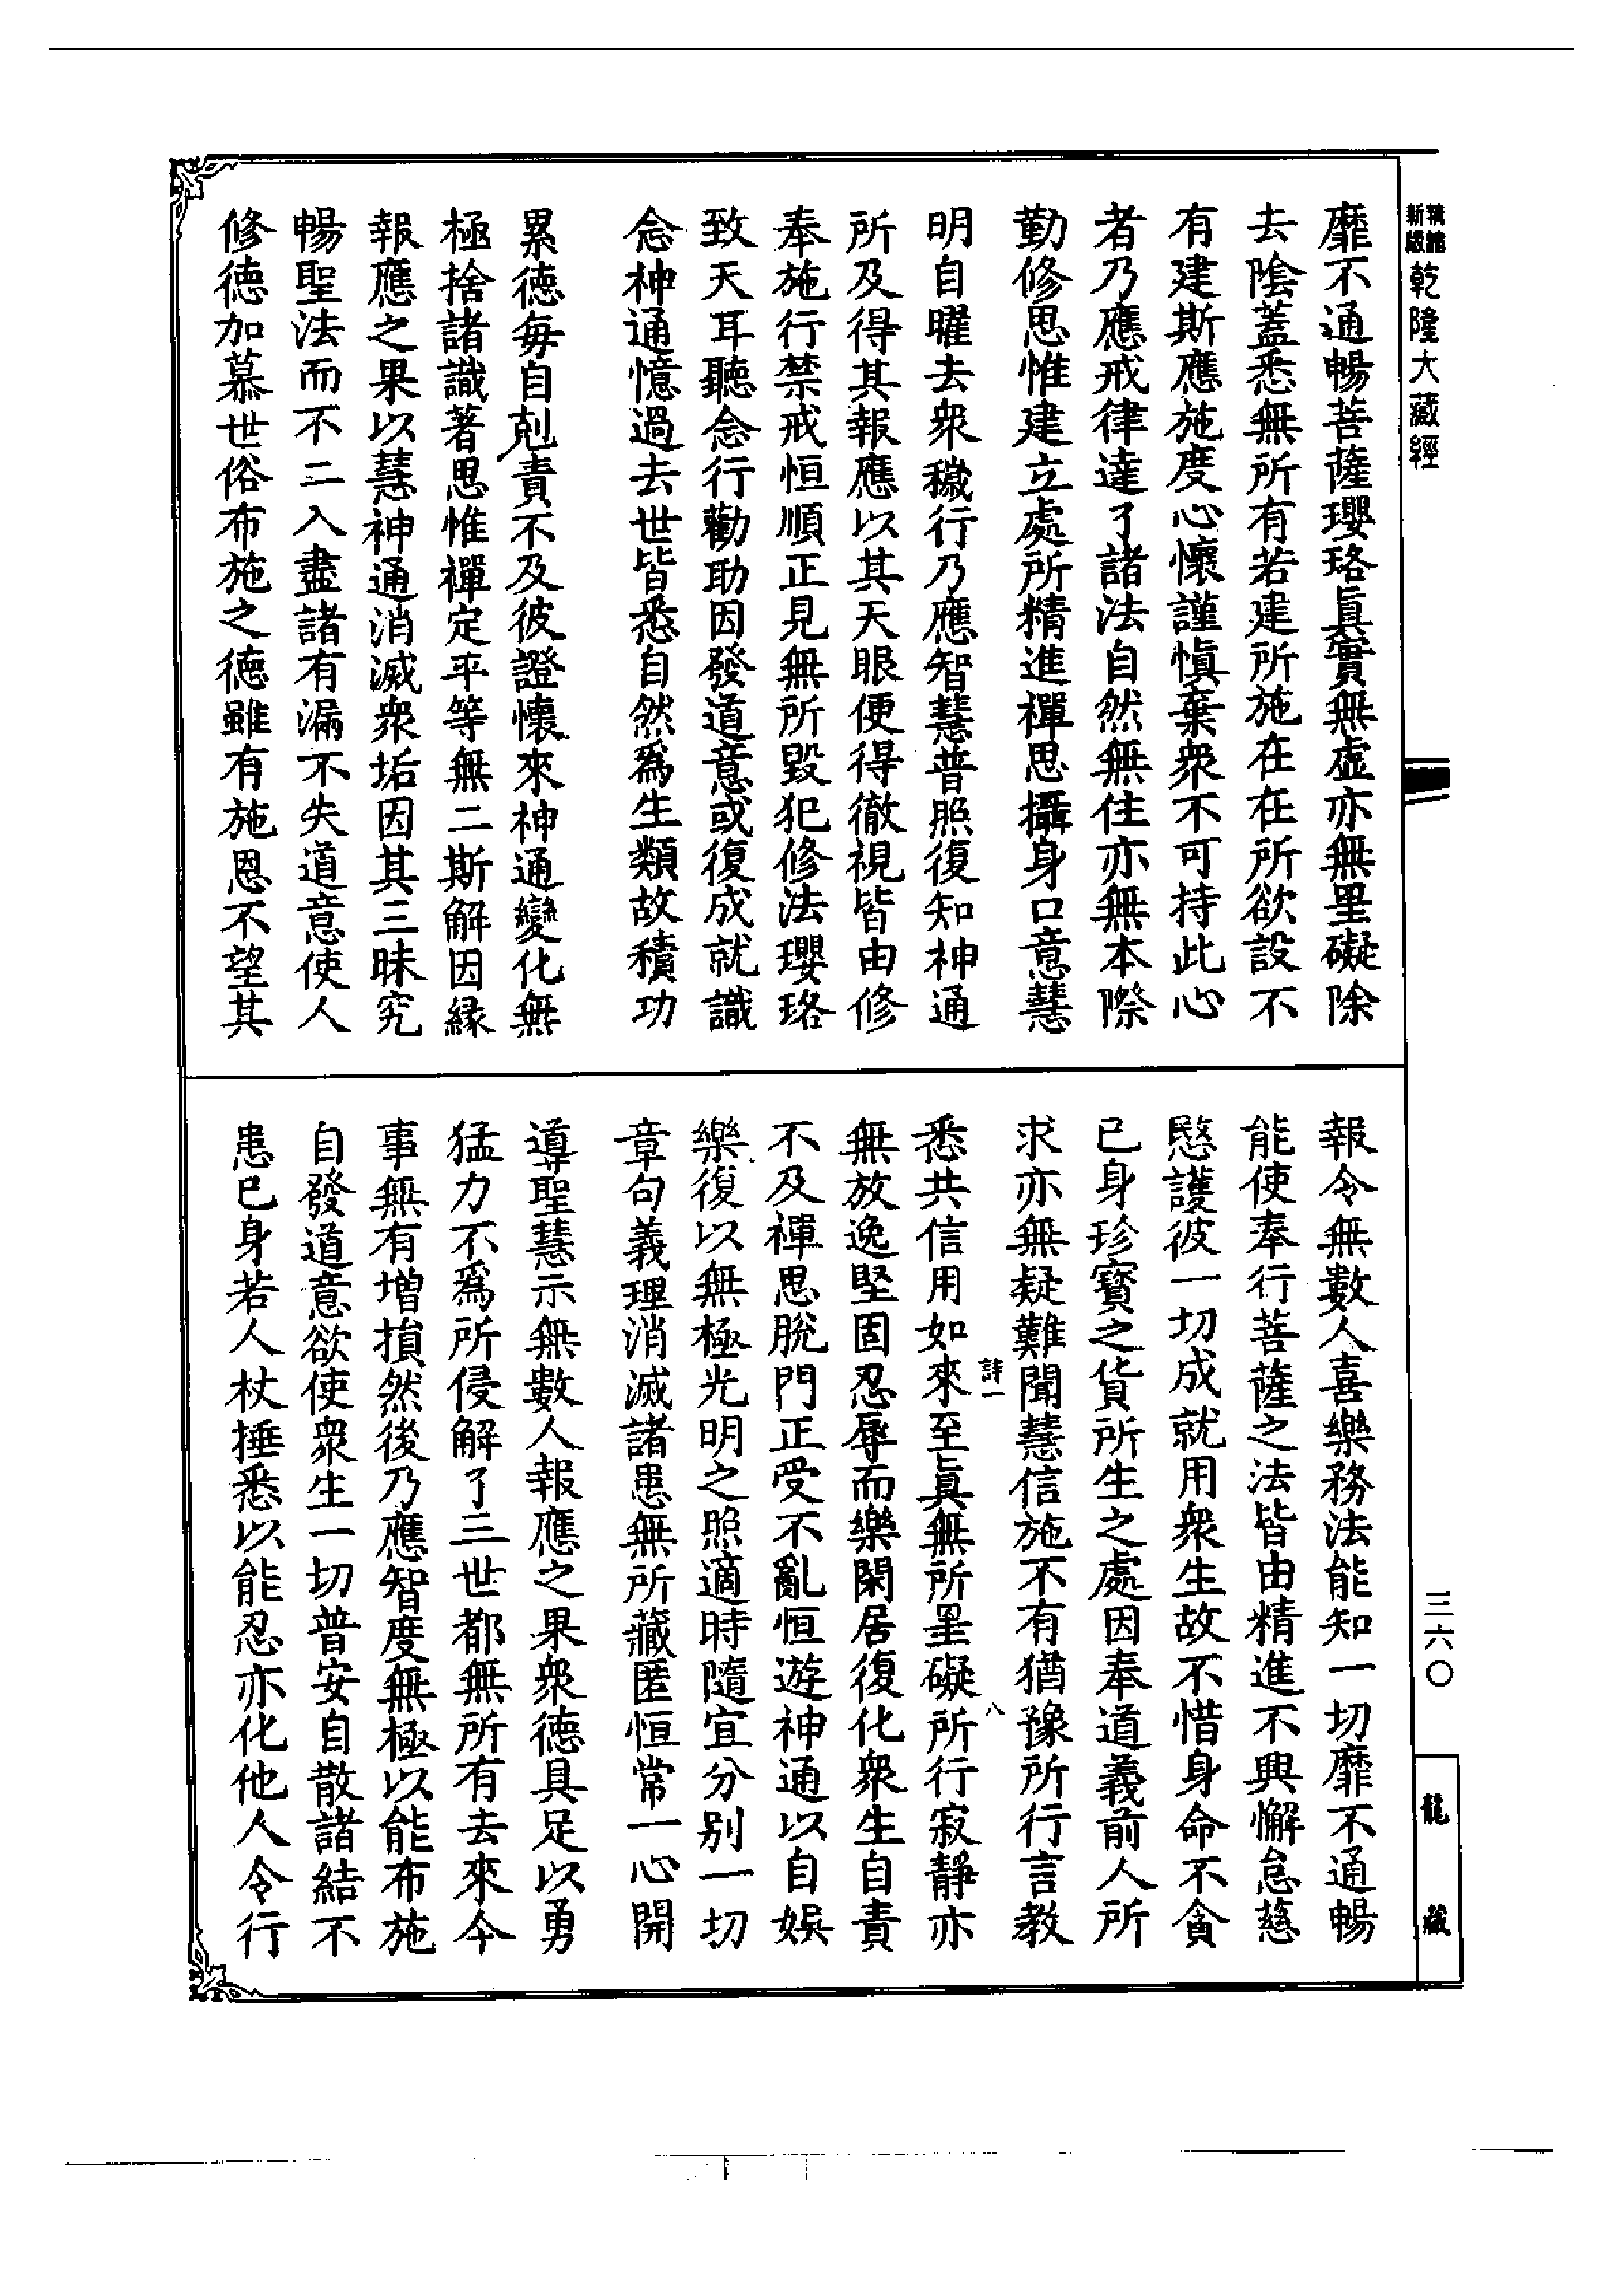 新版
乾隆大藏經
靡不通暢菩薩瓔珞眞實無虛亦無罣礙除
去陰蓋悉無所有若建所施在在所欲設不
有建斯應施度心懷謹愼棄衆不可持此心
者乃應戒律達了諸法自然無住亦無本際
勤修思惟建立處所精進禪思攝身口意慧
明自曜去衆穢行乃應智慧普照復知神通
所及得其報應以其天眼便得徹視皆由修
奉施行禁戒恒順正見無所毀犯修法瓔珞
致天耳聽念行勸助因發道意或復成就識
念神通憶過去世皆悉自然爲生類故積功
累德每自剋責不及彼證懷來神通變化無
極捨諸識著思惟禪定平等無二斯解因緣
報應之果以慧神通消滅衆垢因其三昧究
暢聖法而不二入盡諸有漏不失道意使人
修德加慕世俗布施之德雖有施恩不望其
報令無數人喜樂務法能知一切靡不通暢
能使奉行菩薩之法皆由精進不興懈怠慈
愍護彼一切成就用衆生故不惜身命不貪
已身珍寶之貨所生之處因奉道義前人所
求亦無疑難聞慧信施不有猶豫所行言教
詩一
八
悉共信用如來至眞無所罣礙所行寂靜亦
無放逸堅固忍辱而樂閑居復化衆生自責
不及禪思脫門正受不亂恒遊神通以自娛
樂復以無極光明之照適時隨宜分別一切
章句義理消滅諸患無所藏匿恒常一心開
導聖慧示無數人報應之果衆德具足以勇
猛力不爲所侵解了三世都無所有去來今
事無有增損然後乃應智度無極以能布施
自發道意欲使衆生一切普安自散諸結不
患已身若人杖捶悉以能忍亦化他人令行
三六〇
龍藏